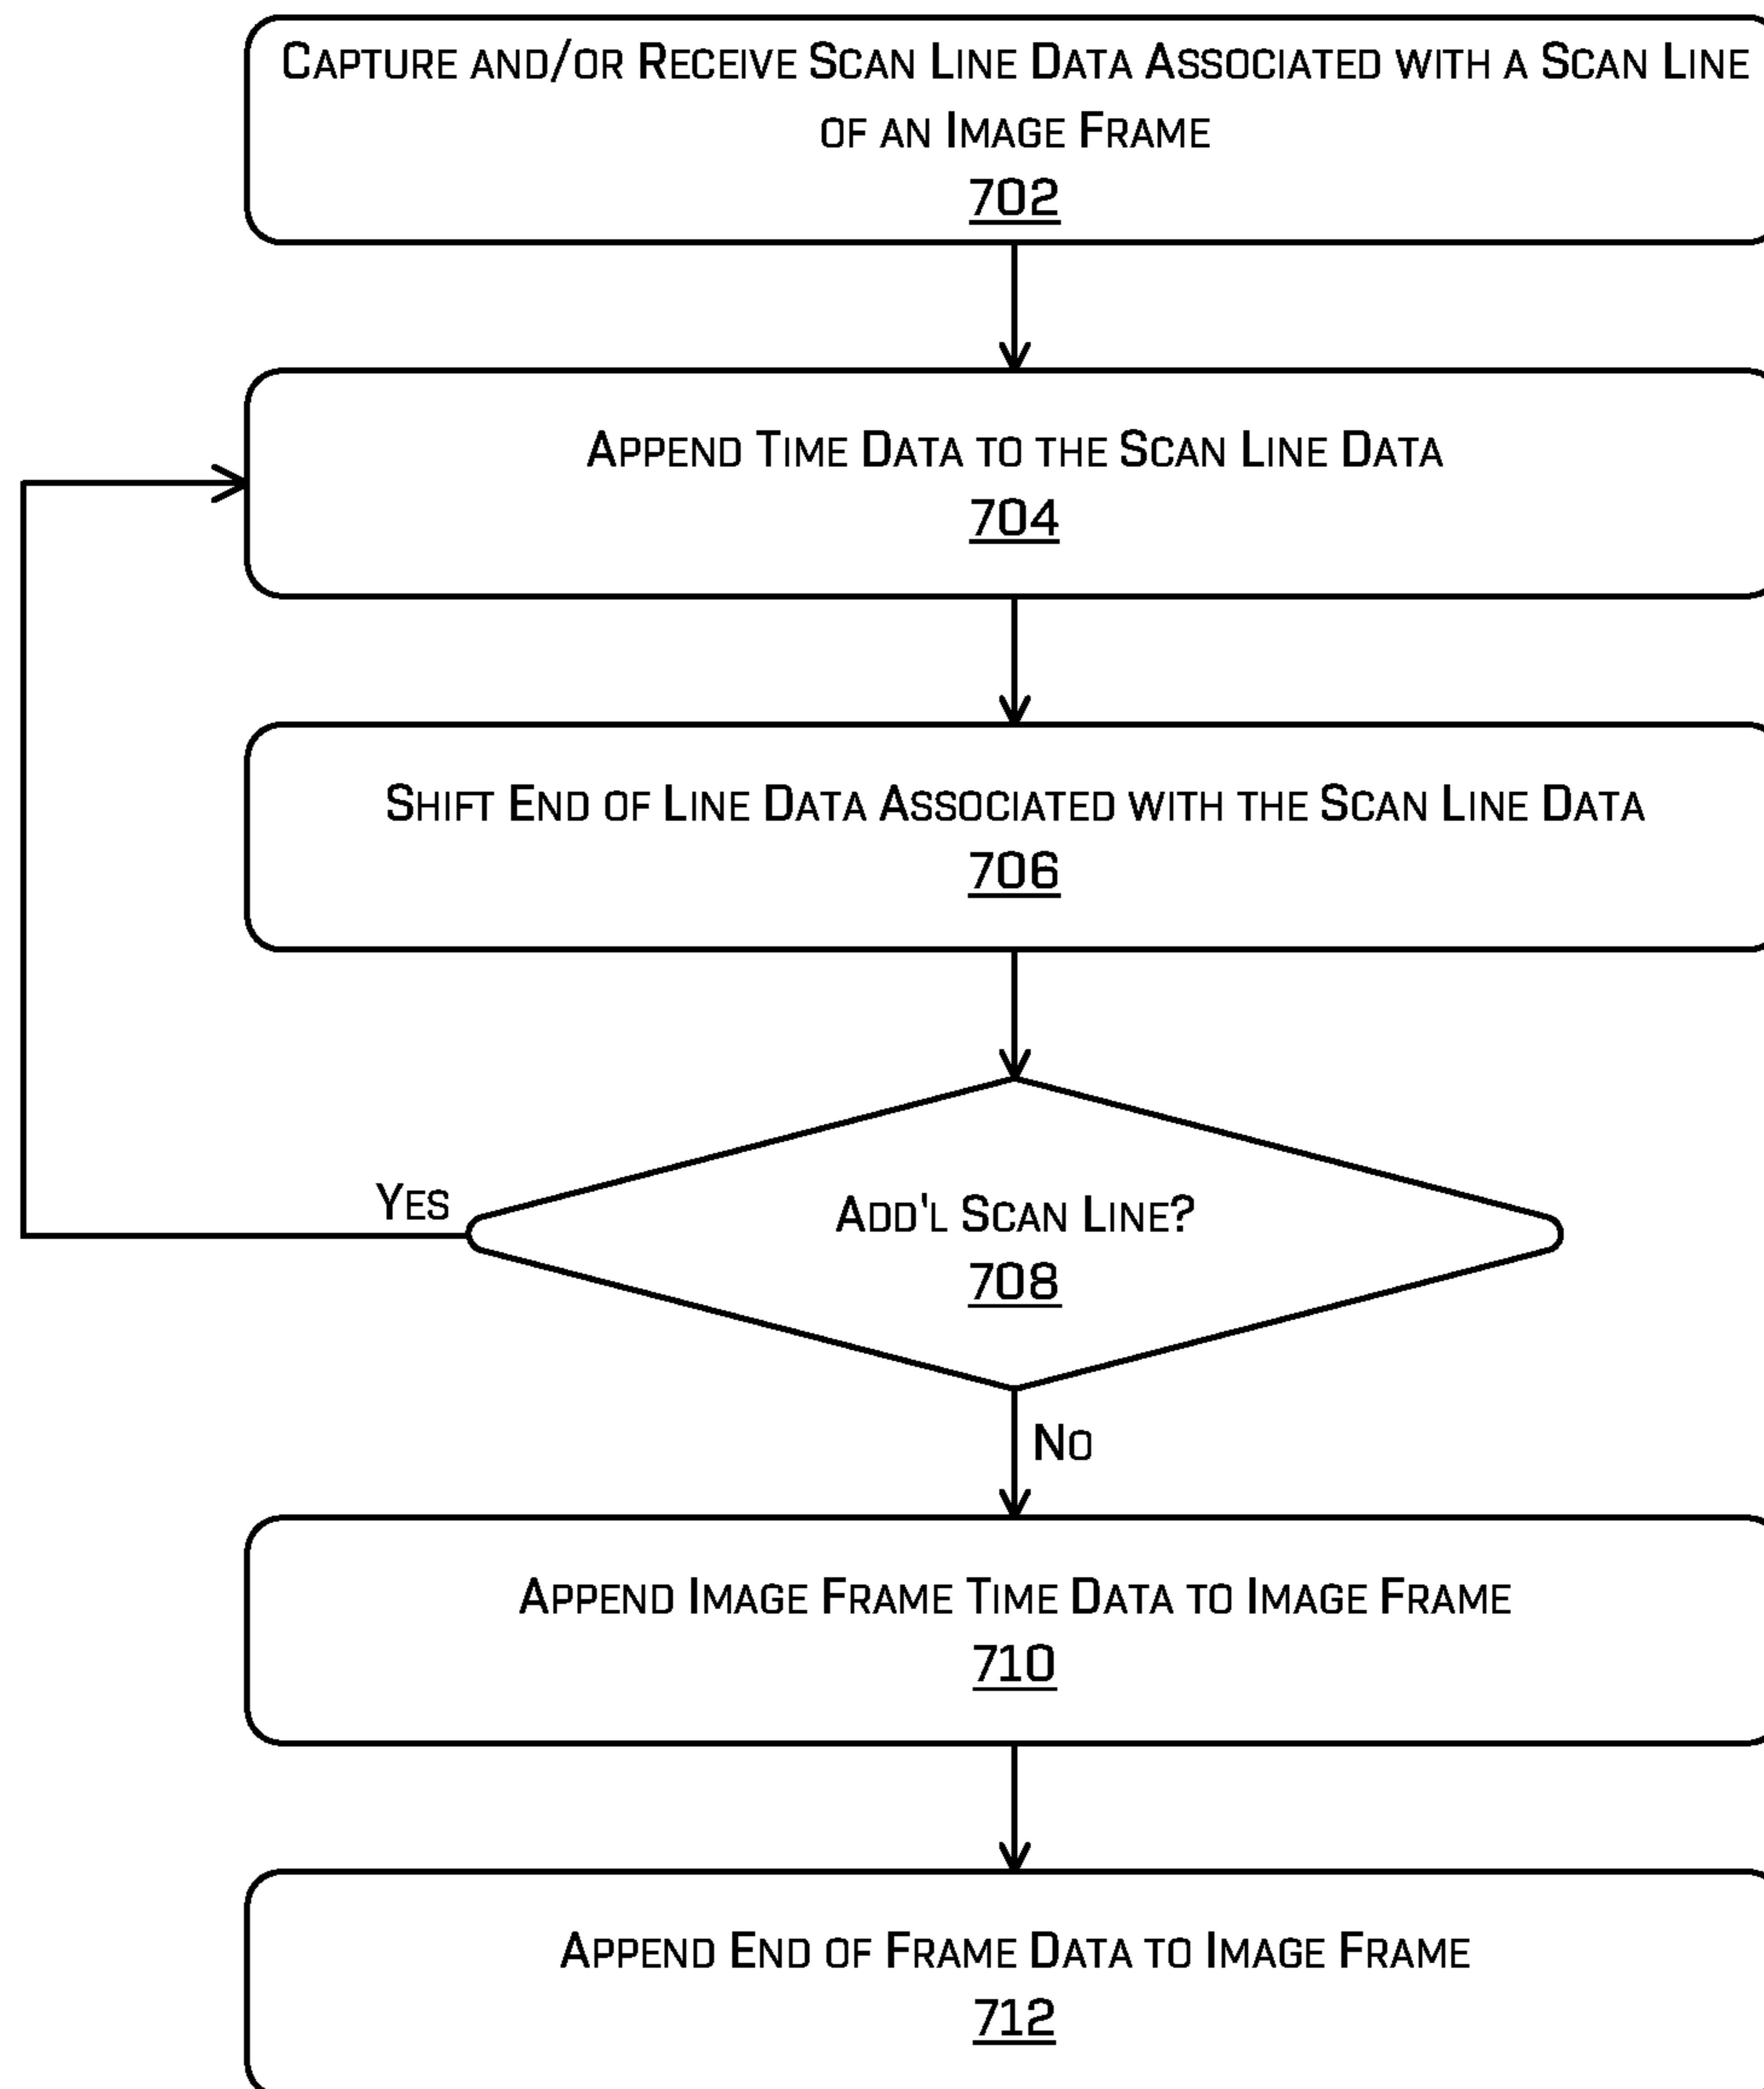 Capture and/or Receive Scan Line Data Associated with a Scan Line
of an Image Frame
702
Append Time Data to the Scan Line Data
704
Shift End of Line Data Associated with the Scan Line Data
706
Yes
Add'l Scan Line?
708
No
Append Image Frame Time Data to Image Frame
710
Append End of Frame Data to Image Frame
712